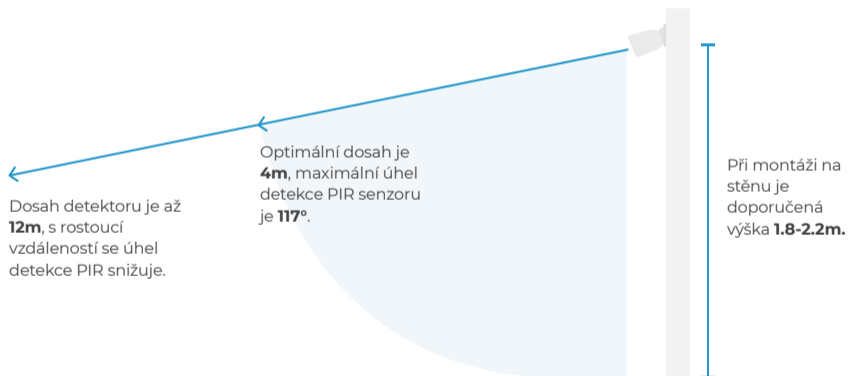 Optimální dosah je
4m, maximální úhel
detekce PIR senzoru
je 117°.
Dosah detektoru je až
12m, s rostoucí
vzdáleností se úhel
detekce PIR snižuje.
Při montáži na
stěnu je
doporučená
výška 1.8-2.2m.